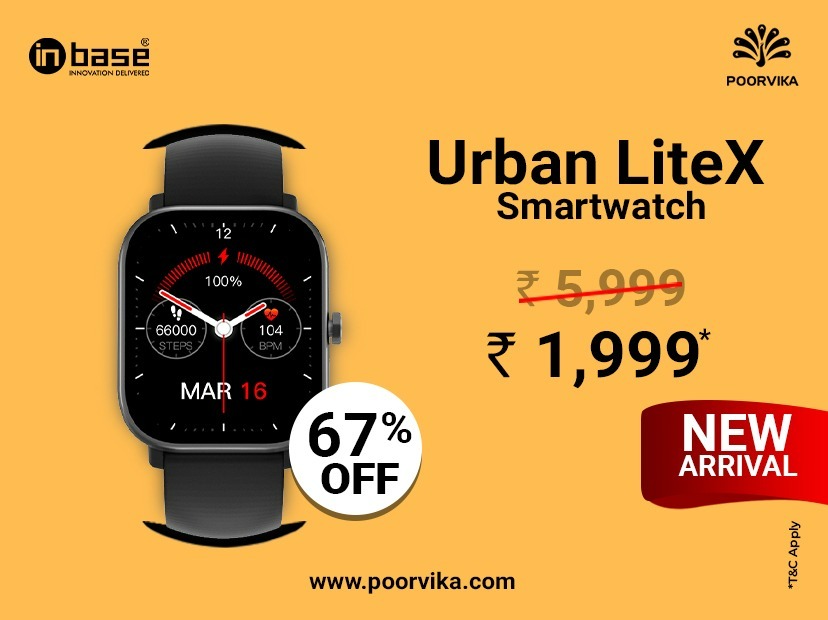 inbase®
INNOVATION DELIVERED
POORVIKA
Urban LiteX
Smartwatch
₹ 5,999
₹ 1,999*
12
100%
66000
STEPS
104
BPM
MAR 16
67%
OFF
NEW
ARRIVAL
*T&C Apply
www.poorvika.com